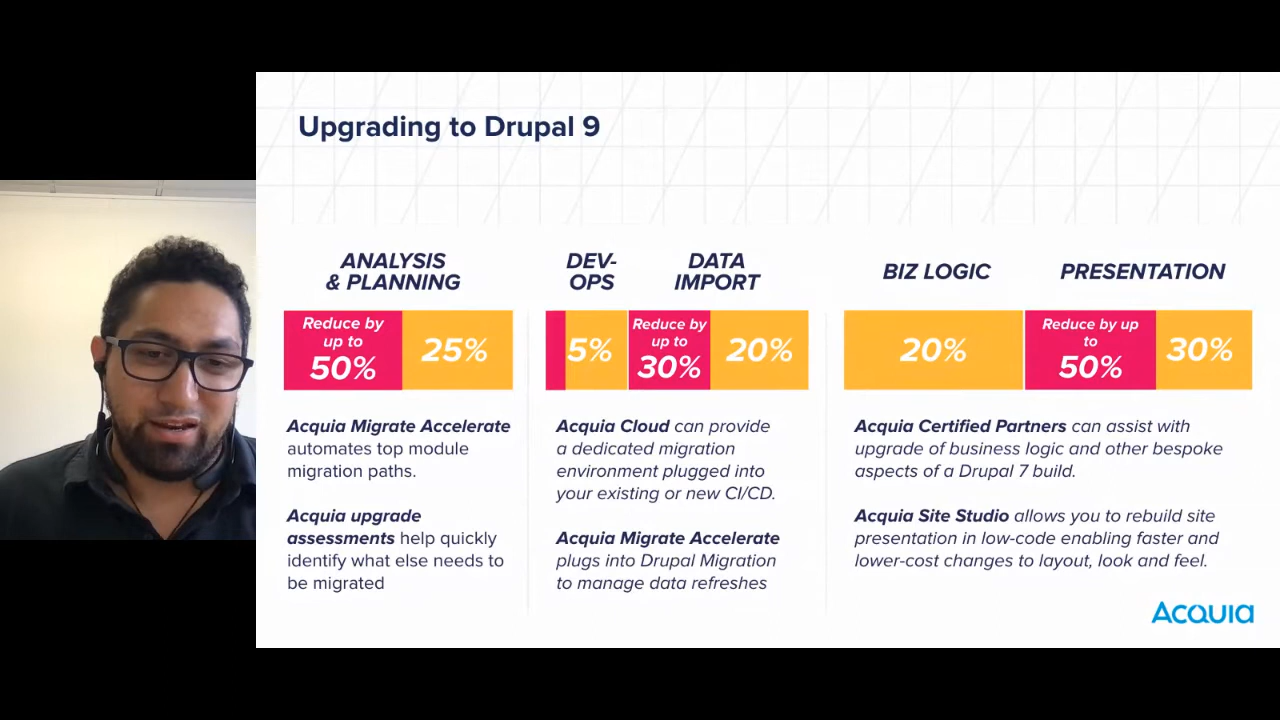 Upgrading to Drupal 9
ANALYSIS
& PLANNING
DEV-
OPS
DATA
IMPORT
BIZ LOGIC
PRESENTATION
Reduce by
up to
50%
25%
5%
Reduce by
up to
30%
20%
20%
Reduce by up
to
50%
30%
Acquia Migrate Accelerate
automates top module
migration paths.
Acquia upgrade
assessments help quickly
identify what else needs to
be migrated
Acquia Cloud can provide
a dedicated migration
environment plugged into
your existing or new CI/CD.
Acquia Migrate Accelerate
plugs into Drupal Migration
to manage data refreshes
Acquia Certified Partners can assist with
upgrade of business logic and other bespoke
aspects of a Drupal 7 build.
Acquia Site Studio allows you to rebuild site
presentation in low-code enabling faster and
lower-cost changes to layout, look and feel.
Acquia